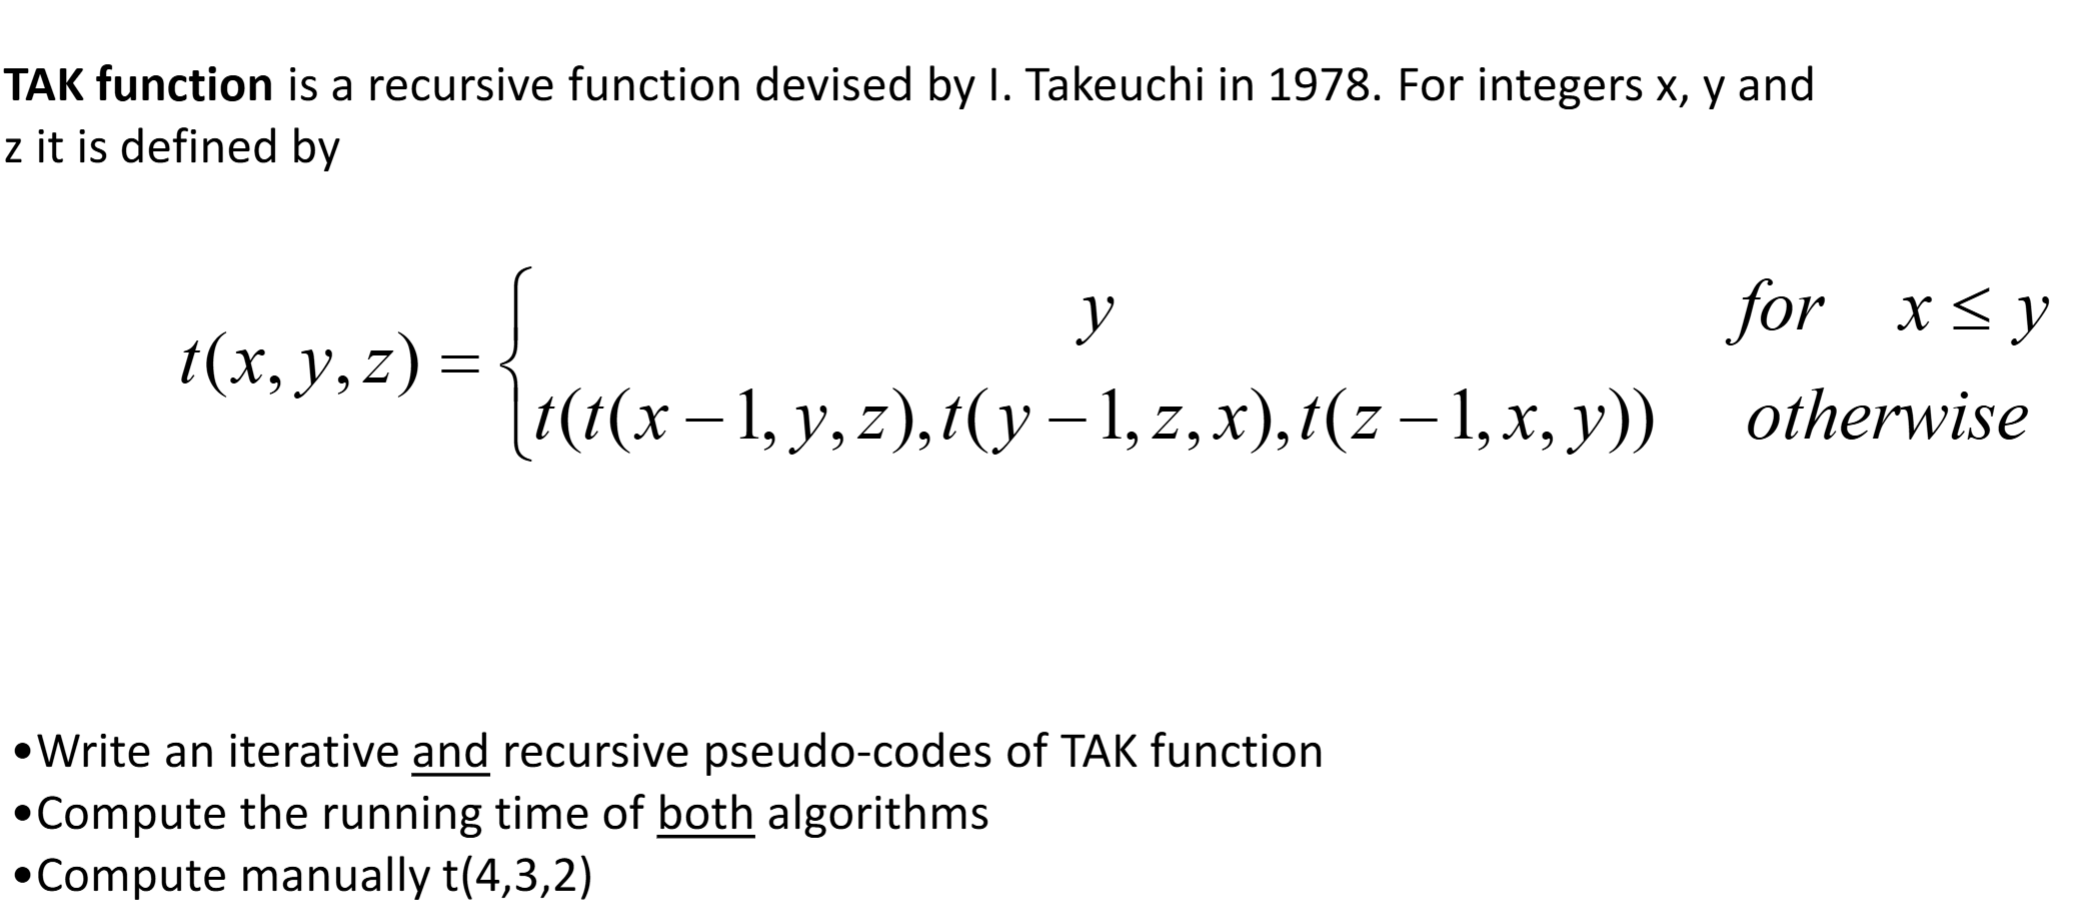 TAK function is a recursive function devised by I. Takeuchi in 1978. For integers x, y and
z it is defined by
y for x ≤ y
t(x, y, z) = {
t(t(x − 1, y, z), t(y − 1, z, x), t(z − 1, x, y)) otherwise
•Write an iterative and recursive pseudo-codes of TAK function
•Compute the running time of both algorithms
•Compute manually t(4,3,2)